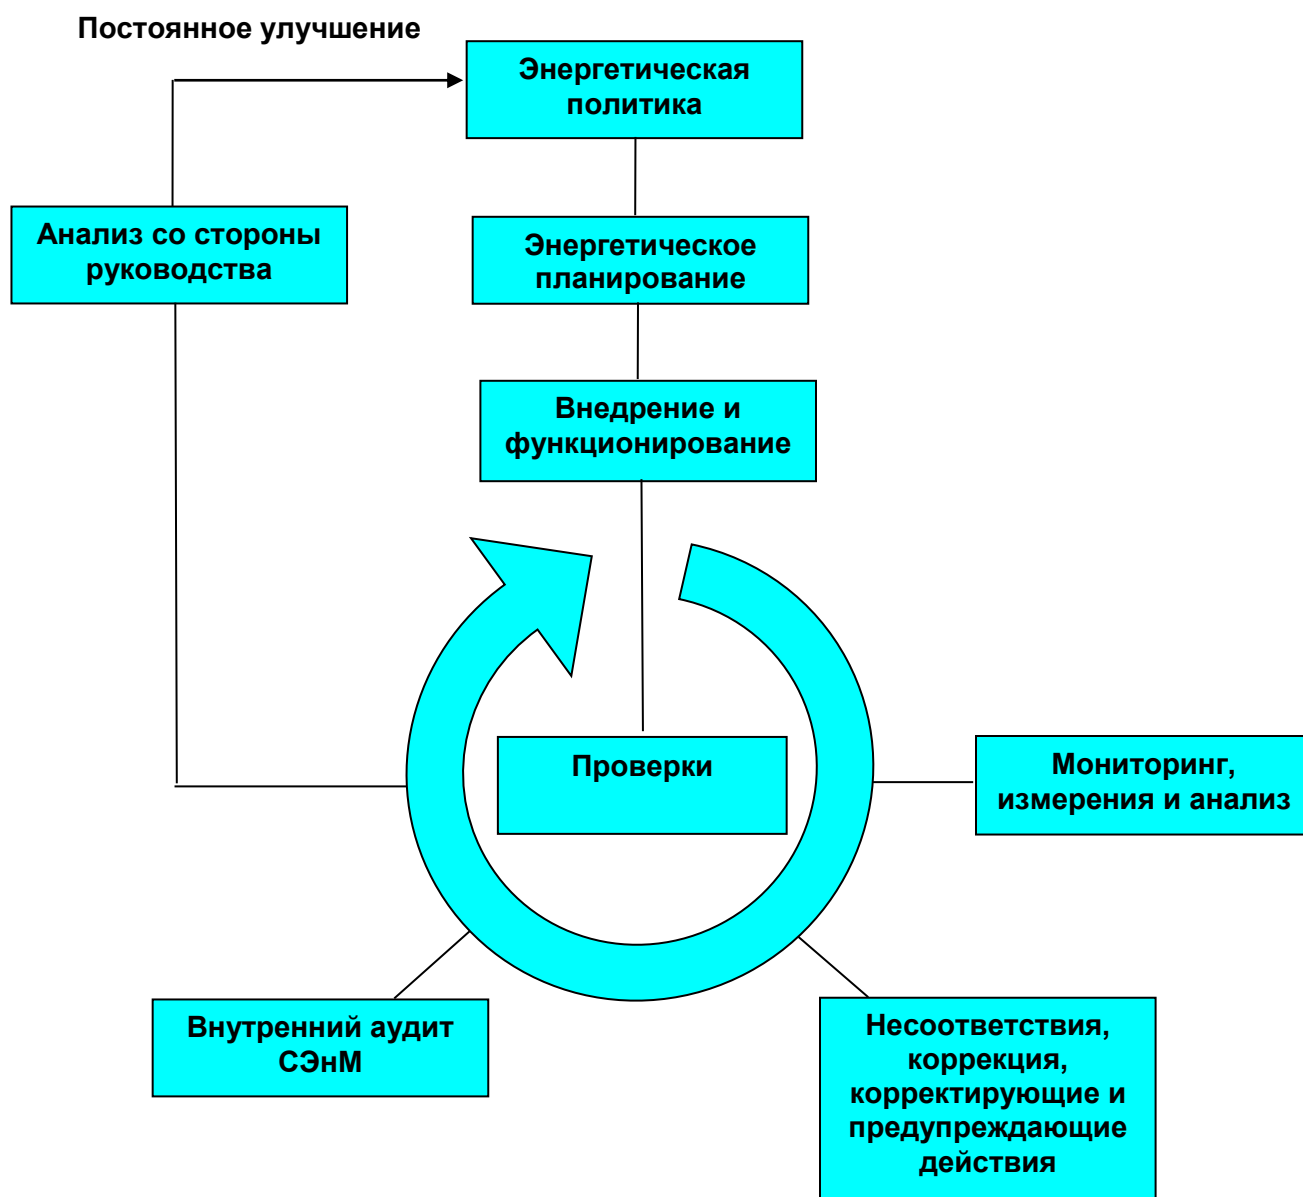 Постоянное улучшение
Энергетическая
политика
Анализ со стороны
руководства
Энергетическое
планирование
Внедрение и
функционирование
Проверки
Мониторинг,
измерения и анализ
Внутренний аудит
СЭнМ
Несоответствия,
коррекция,
корректирующие и
предупреждающие
действия